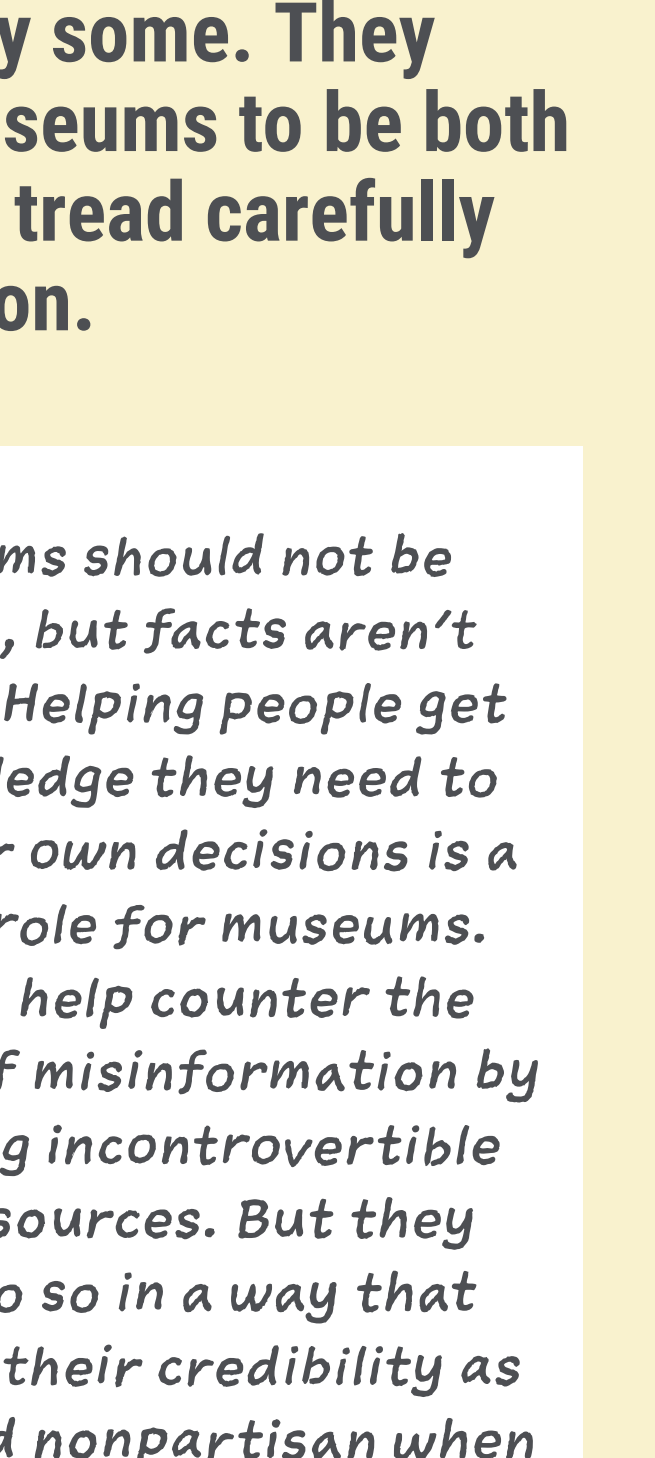 y some. They
seums to be both
tread carefully
on.
ms should not be
, but facts aren't
Helping people get
ledge they need to
r own decisions is a
role for museums.
help counter the
f misinformation by
g incontrovertible
sources. But they
o so in a way that
their credibility as
d nonpartisan when